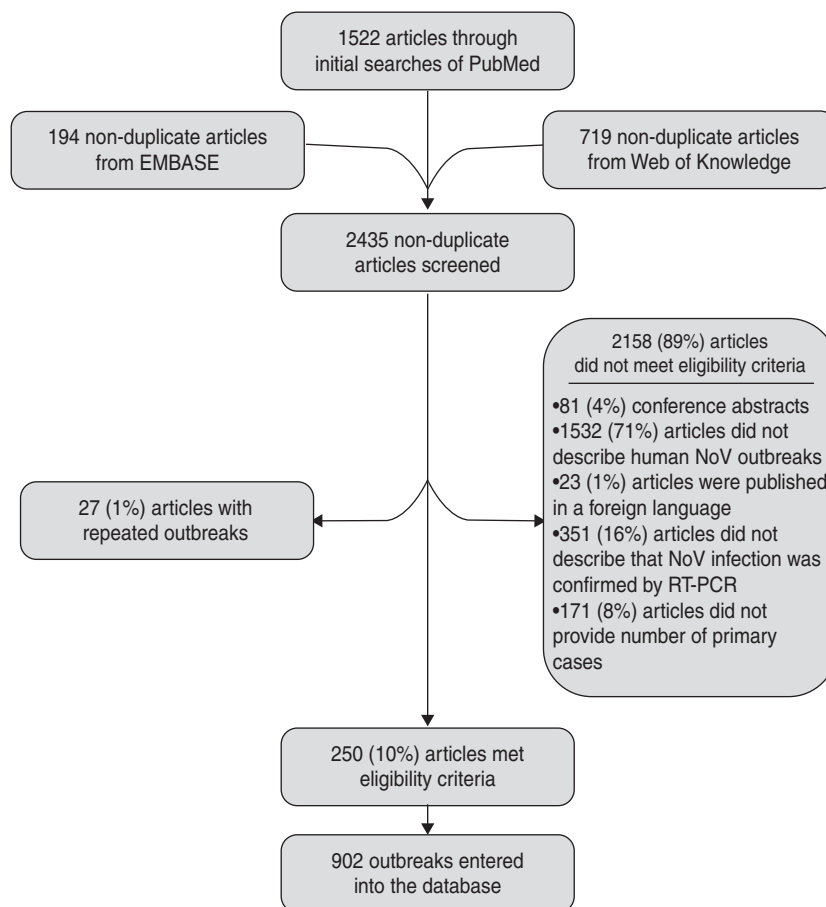 1522 articles through
initial searches of PubMed
194 non-duplicate articles
from EMBASE
719 non-duplicate articles
from Web of Knowledge
2435 non-duplicate
articles screened
2158 (89%) articles
did not meet eligibility criteria
•81 (4%) conference abstracts
•1532 (71%) articles did not
describe human NoV outbreaks
•23 (1%) articles were published
in a foreign language
•351 (16%) articles did not
describe that NoV infection was
confirmed by RT-PCR
•171 (8%) articles did not
provide number of primary
cases
27 (1%) articles with
repeated outbreaks
250 (10%) articles met
eligibility criteria
902 outbreaks entered
into the database